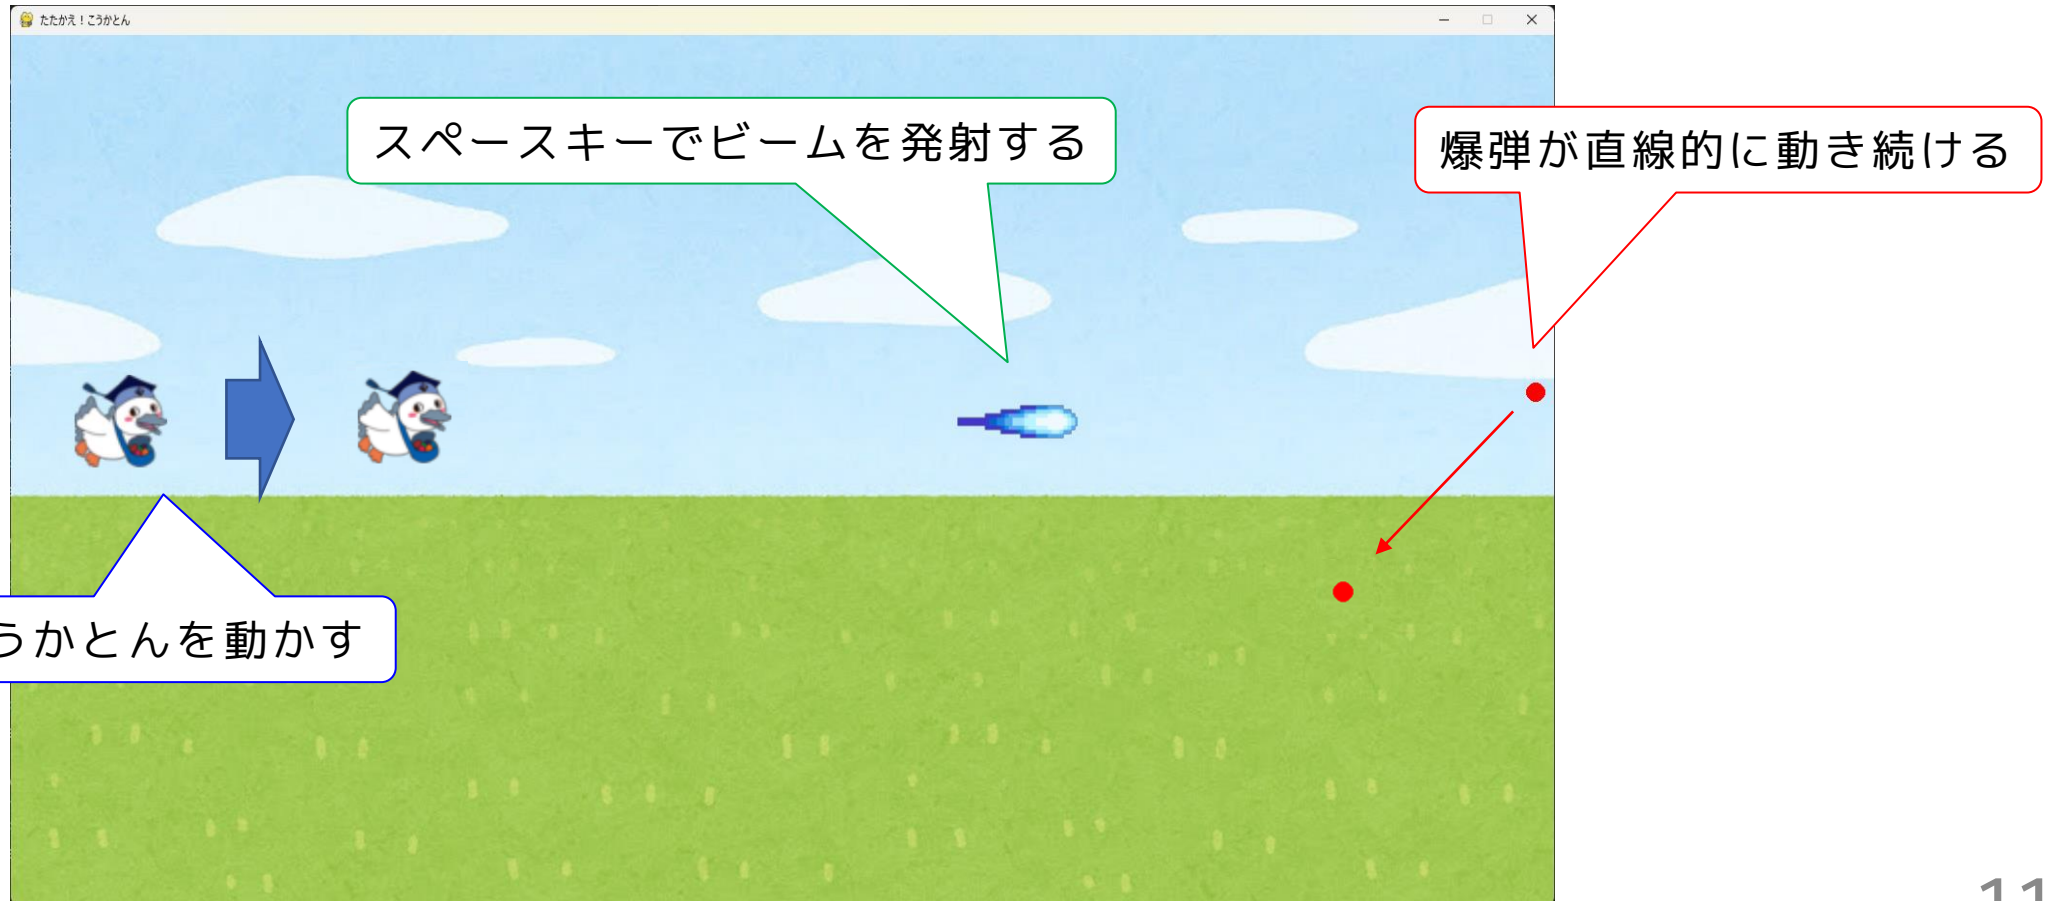 たたかえ！こうかとん
スペースキーでビームを発射する
爆弾が直線的に動き続ける
うかとんを動かす
11